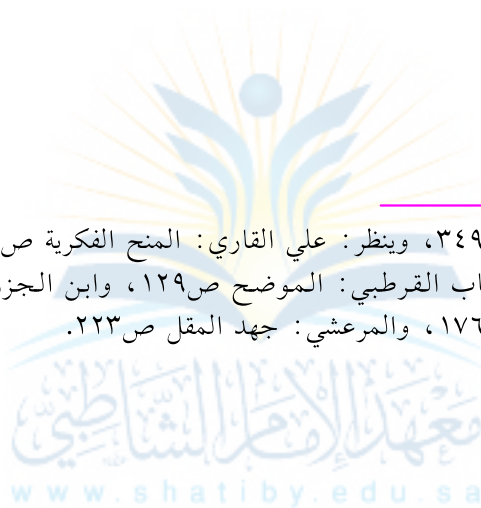 ٣٤٩، وينظر: علي القاري: المنح الفكرية ص
اب القرطبي: الموضح ص١٢٩، وابن الجز
١٧٦، والمرعشي: جهد المقل ص٢٢٣.
معهد الإمام الشاطبي
www.shatiby.edu.sa